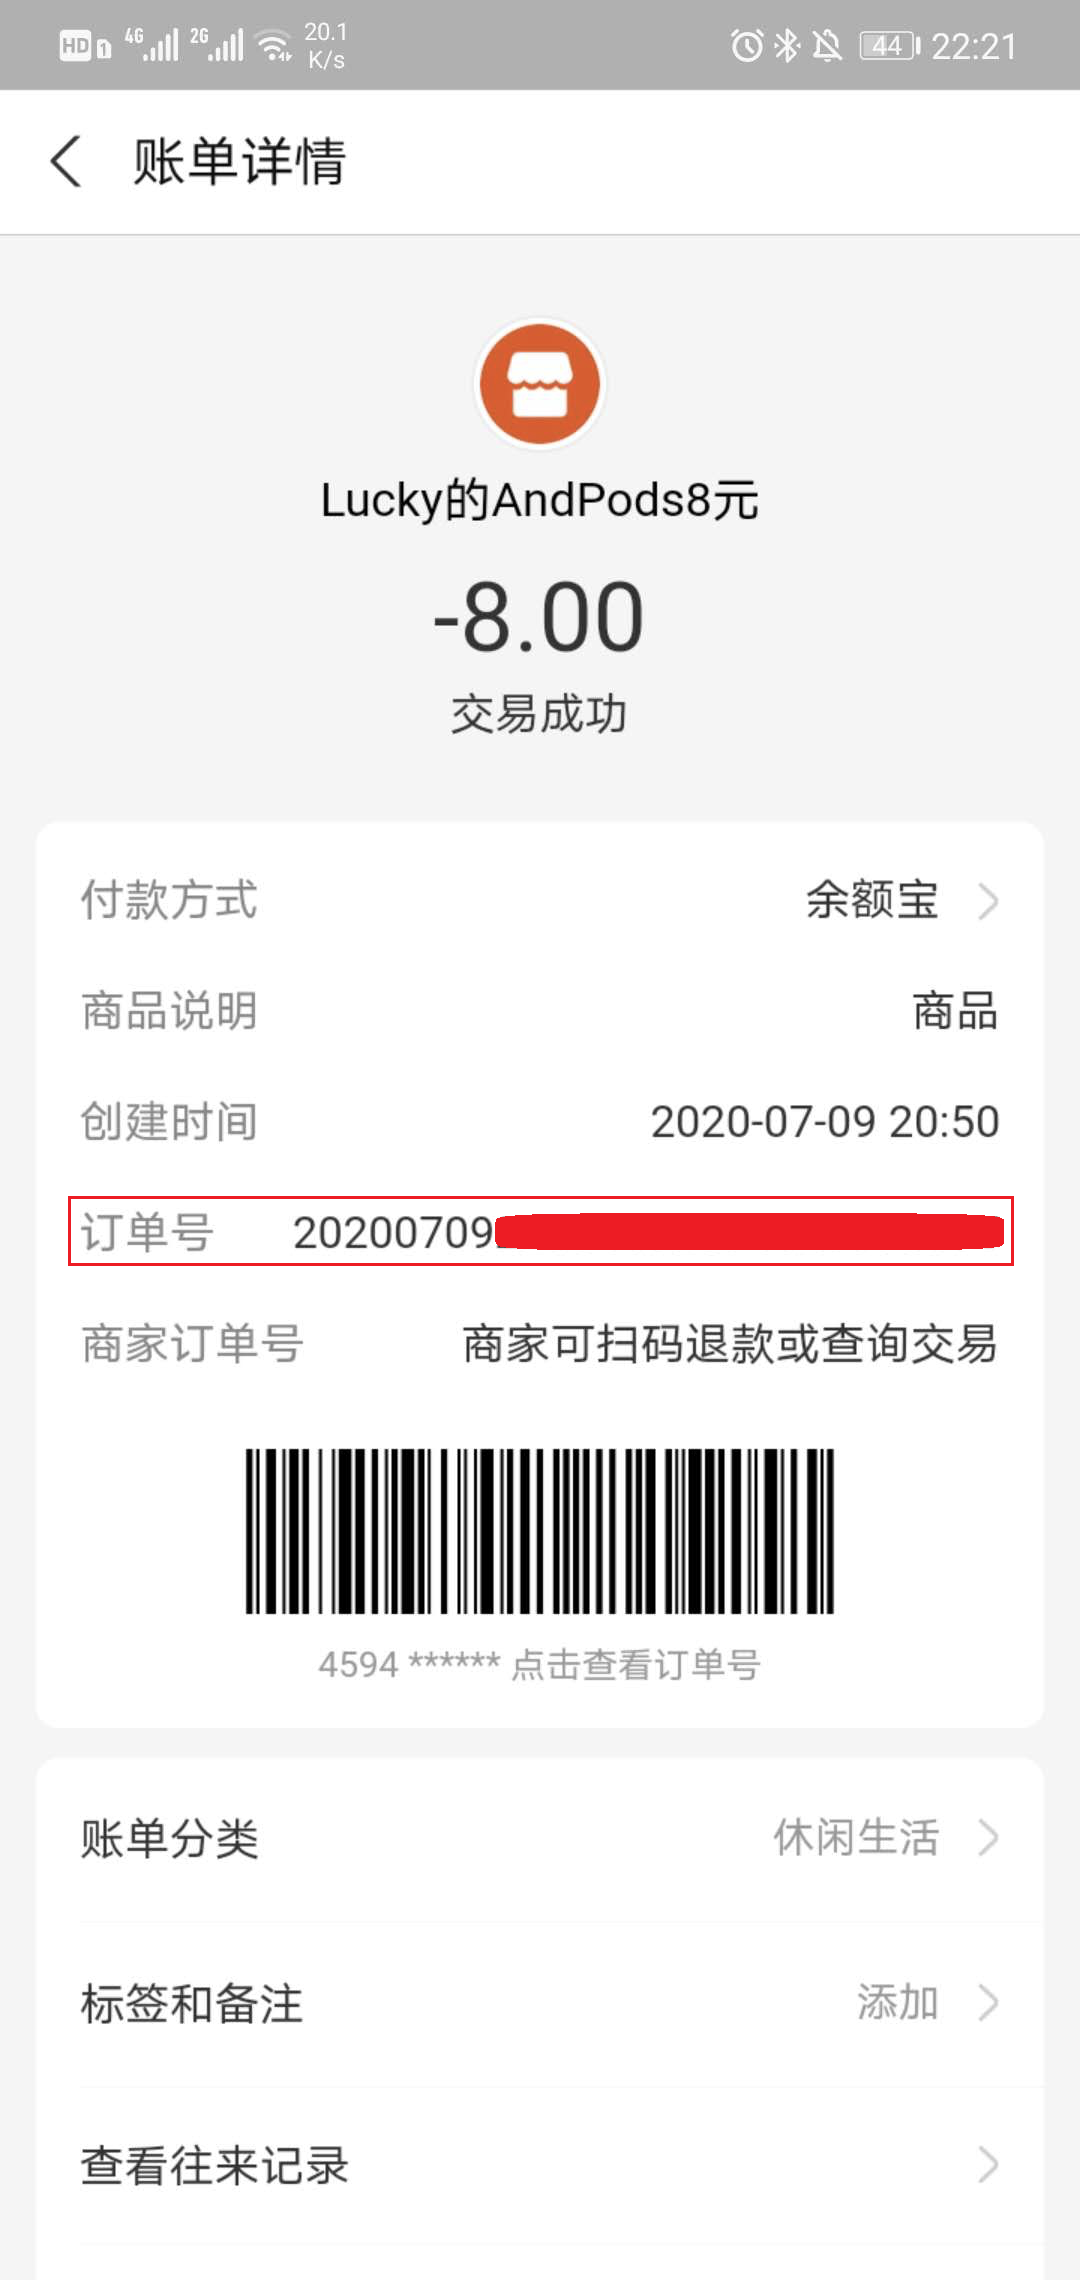 HD 1 4G 2G 20.1 K/s 44 22:21
账单详情
Lucky的AndPods8元
-8.00
交易成功
付款方式 余额宝
商品说明 商品
创建时间 2020-07-09 20:50
订单号 20200709
商家订单号 商家可扫码退款或查询交易
4594 ****** 点击查看订单号
账单分类 休闲生活
标签和备注 添加
查看往来记录